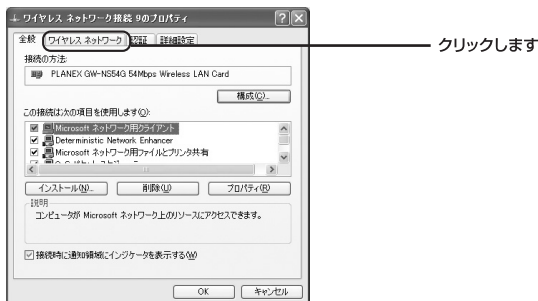 ワイヤレス ネットワーク接続 9のプロパティ
全般 ワイヤレス ネットワーク 認証 詳細設定
クリックします
接続の方法:
PLANEX GW-NS54G 54Mbps Wireless LAN Card
構成(C)...
この接続は次の項目を使用します(O):
Microsoft ネットワーク用クライアント
Deterministic Network Enhancer
Microsoft ネットワーク用ファイルとプリンタ共有
インストール(N)... 削除(U) プロパティ(R)
説明
コンピュータが Microsoft ネットワーク上のリソースにアクセスできます。
接続時に通知領域にインジケータを表示する(W)
OK キャンセル